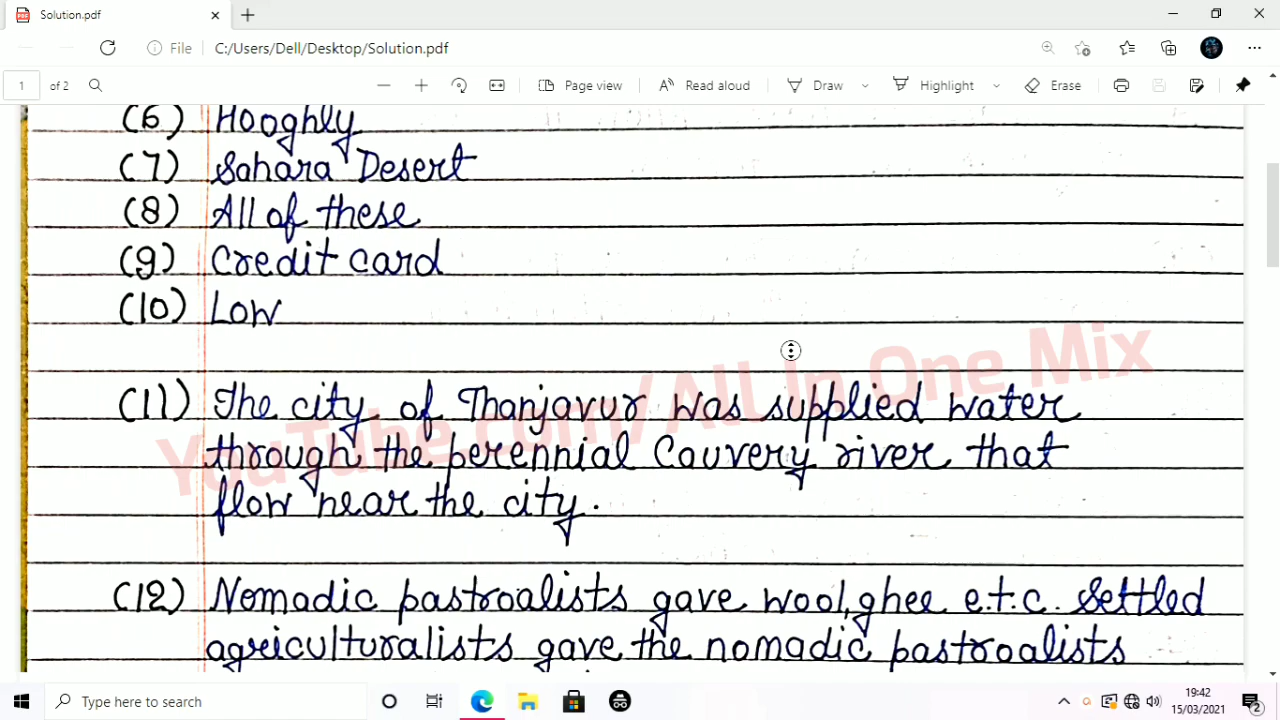 Solution.pdf
File C:/Users/Dell/Desktop/Solution.pdf
1 of 2 Page view Read aloud Draw Highlight Erase
(6) Hooghly
(7) Sahara Desert
(8) All of these
(9) Credit card
(10) Low
YouTube.com/All In One Mix
(11) The city of Thanjavur was supplied water
through the perennial Cauvery river that
flow near the city.
(12) Nomadic pastroalists gave wool, ghee e.t.c. Settled
agriculturalists gave the nomadic pastroalists
Type here to search
19:42
15/03/2021
2